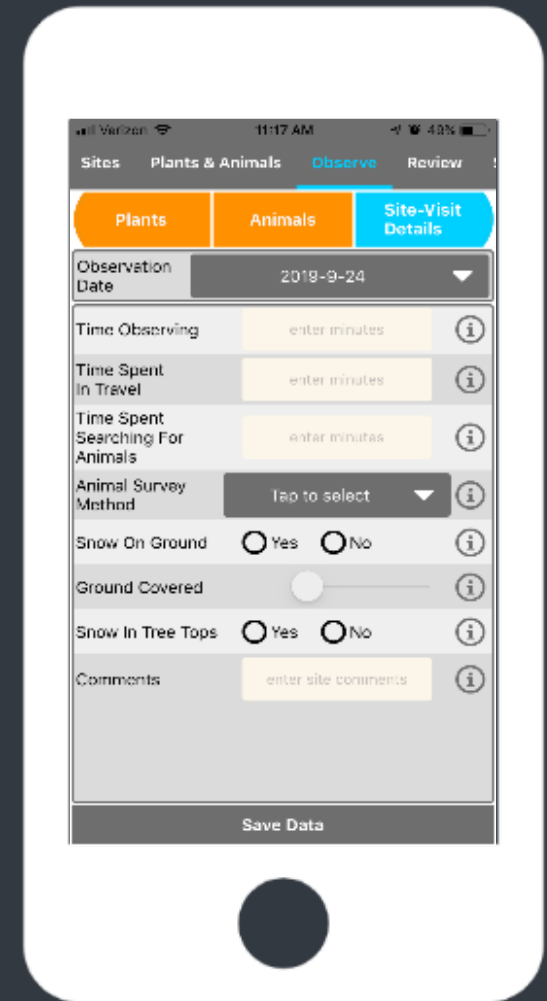 Verizon 11:17 AM 49%
Sites Plants & Animals Observe Review
Plants Animals Site-Visit
Details
Observation
Date
2019-9-24
Time Observing enter minutes
Time Spent
In Travel
enter minutes
Time Spent
Searching For
Animals
enter minutes
Animal Survey
Method
Tap to select
Snow On Ground Yes No
Ground Covered
Snow In Tree Tops Yes No
Comments enter site comments
Save Data